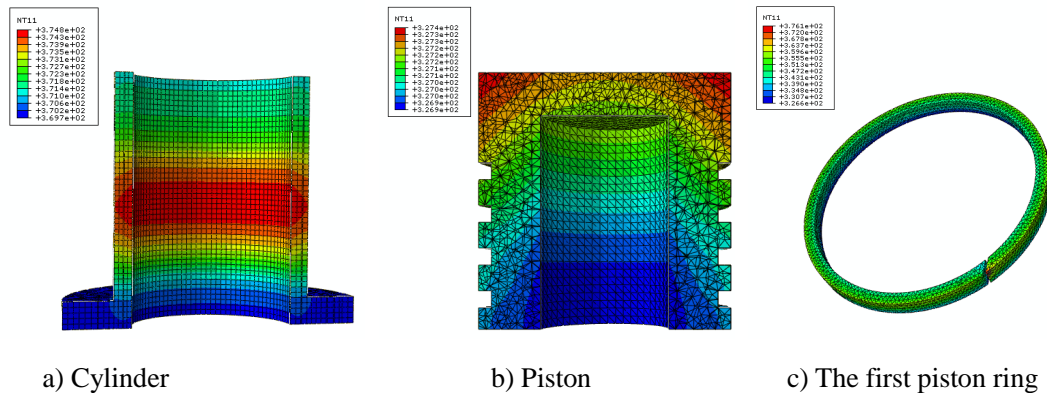 NT11
+3.748e+02
+3.743e+02
+3.739e+02
+3.735e+02
+3.731e+02
+3.727e+02
+3.723e+02
+3.718e+02
+3.714e+02
+3.710e+02
+3.706e+02
+3.702e+02
+3.697e+02
NT11
+3.274e+02
+3.273e+02
+3.273e+02
+3.272e+02
+3.272e+02
+3.272e+02
+3.271e+02
+3.271e+02
+3.270e+02
+3.270e+02
+3.270e+02
+3.269e+02
+3.269e+02
NT11
+3.761e+02
+3.720e+02
+3.678e+02
+3.637e+02
+3.596e+02
+3.555e+02
+3.513e+02
+3.472e+02
+3.431e+02
+3.390e+02
+3.348e+02
+3.307e+02
+3.266e+02
a) Cylinder
b) Piston
c) The first piston ring